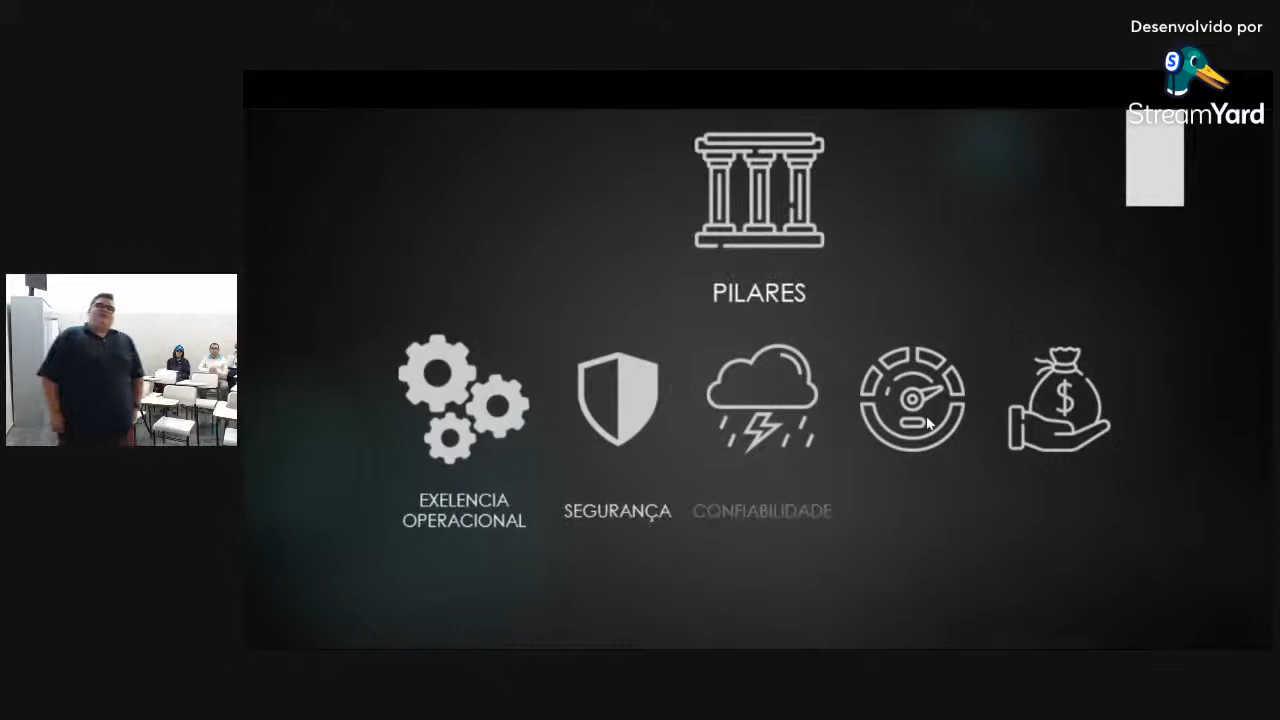 Desenvolvido por
StreamYard
PILARES
EXELENCIA
OPERACIONAL
SEGURANÇA
CONFIABILIDADE